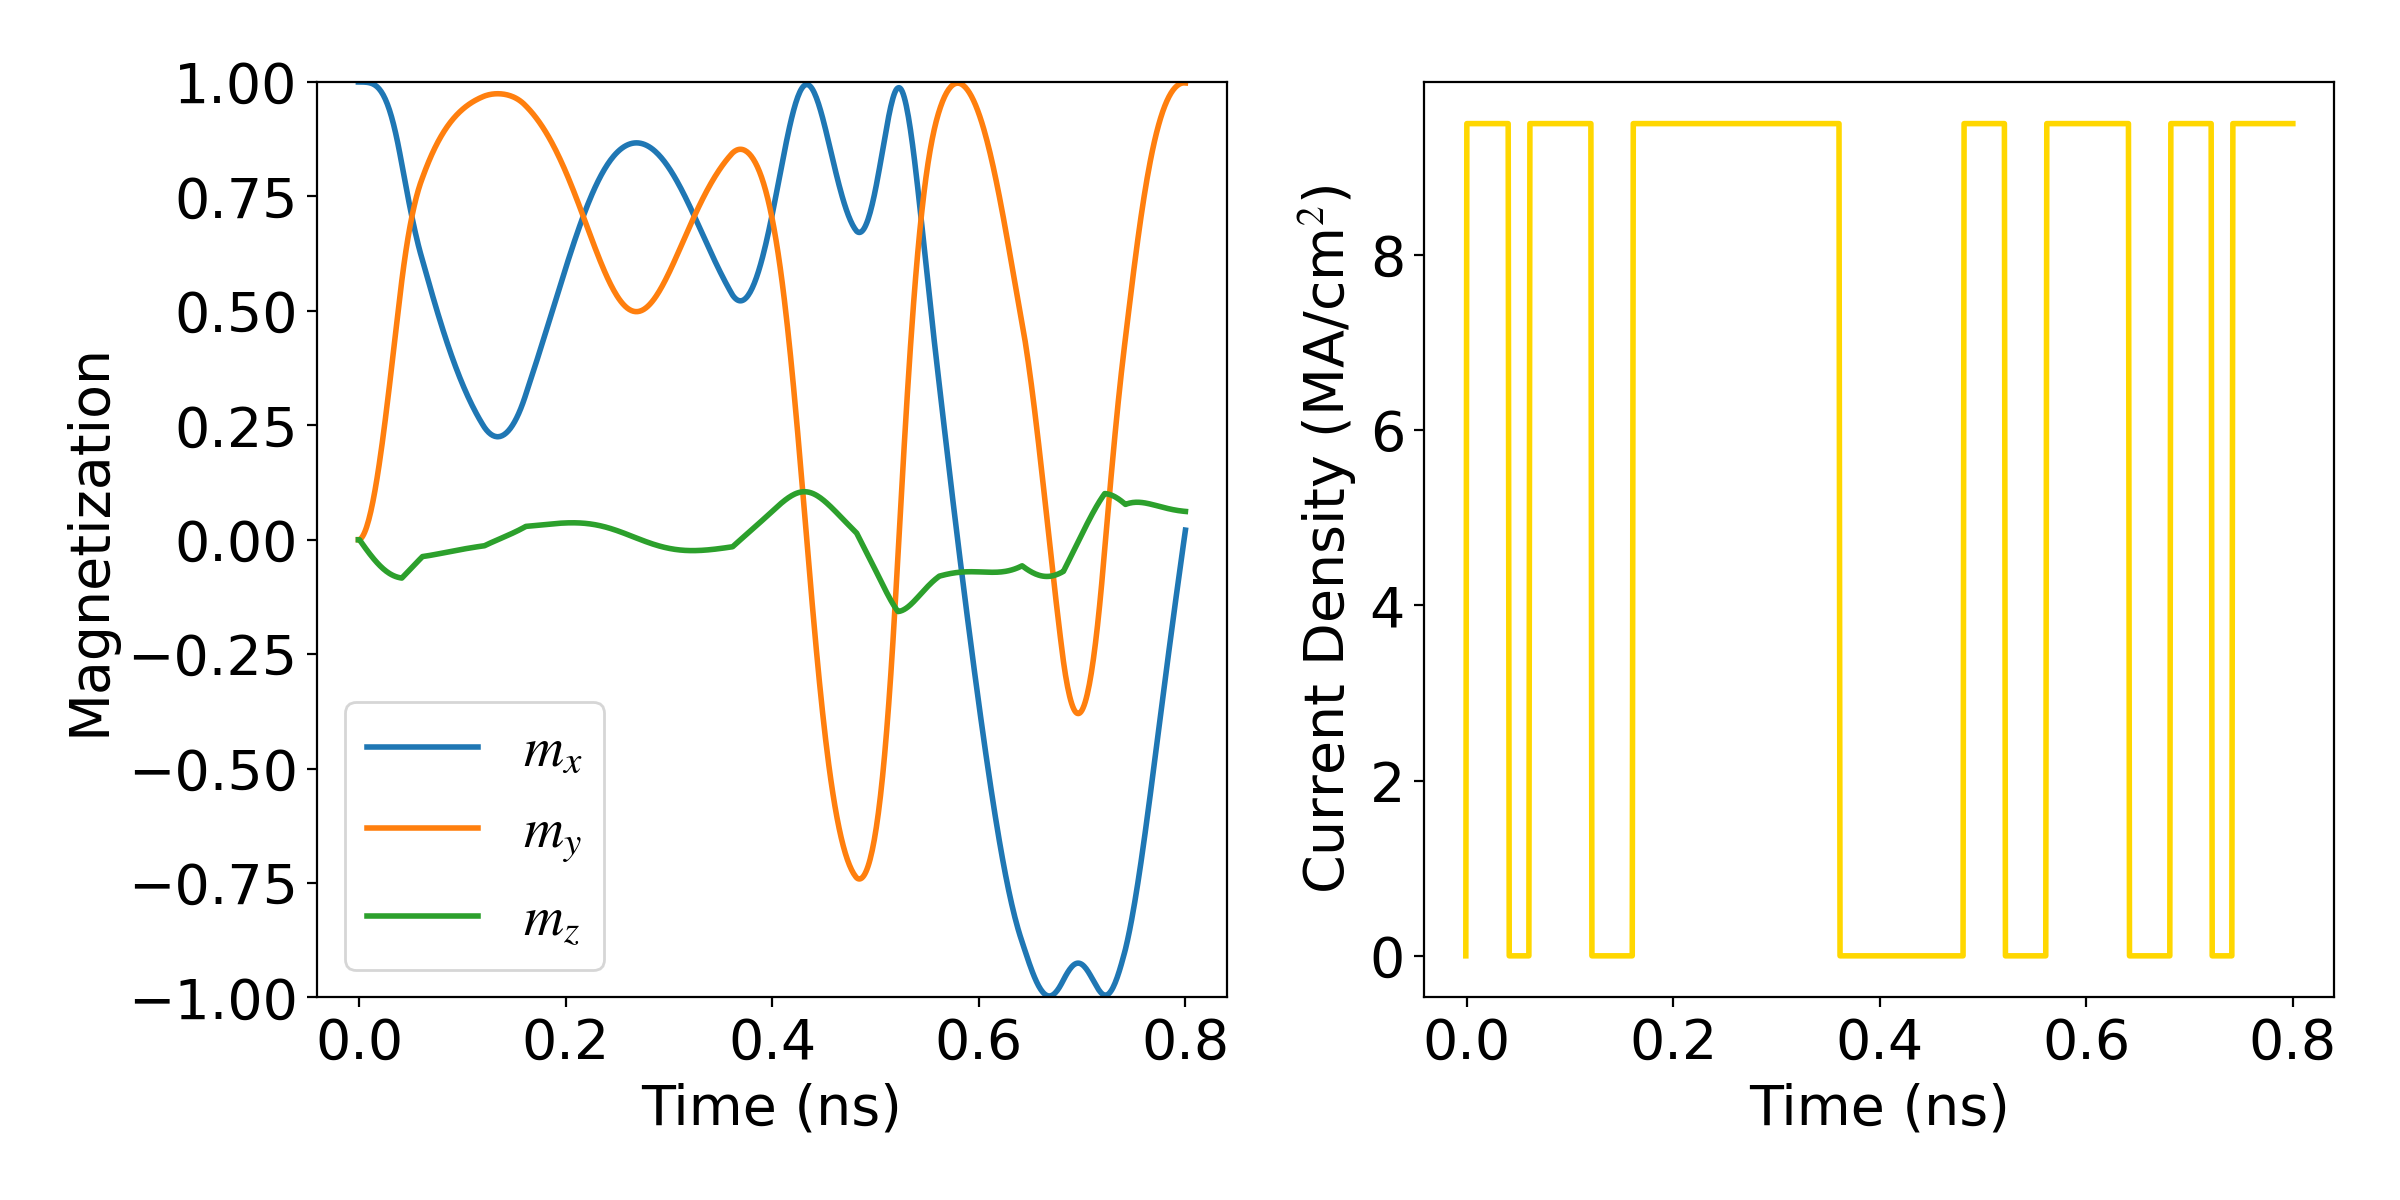 Magnetization
1.00
0.75
0.50
0.25
0.00
−0.25
−0.50
−0.75
−1.00
m_x
m_y
m_z
0.0 0.2 0.4 0.6 0.8
Time (ns)
Current Density (MA/cm²)
8
6
4
2
0
0.0 0.2 0.4 0.6 0.8
Time (ns)